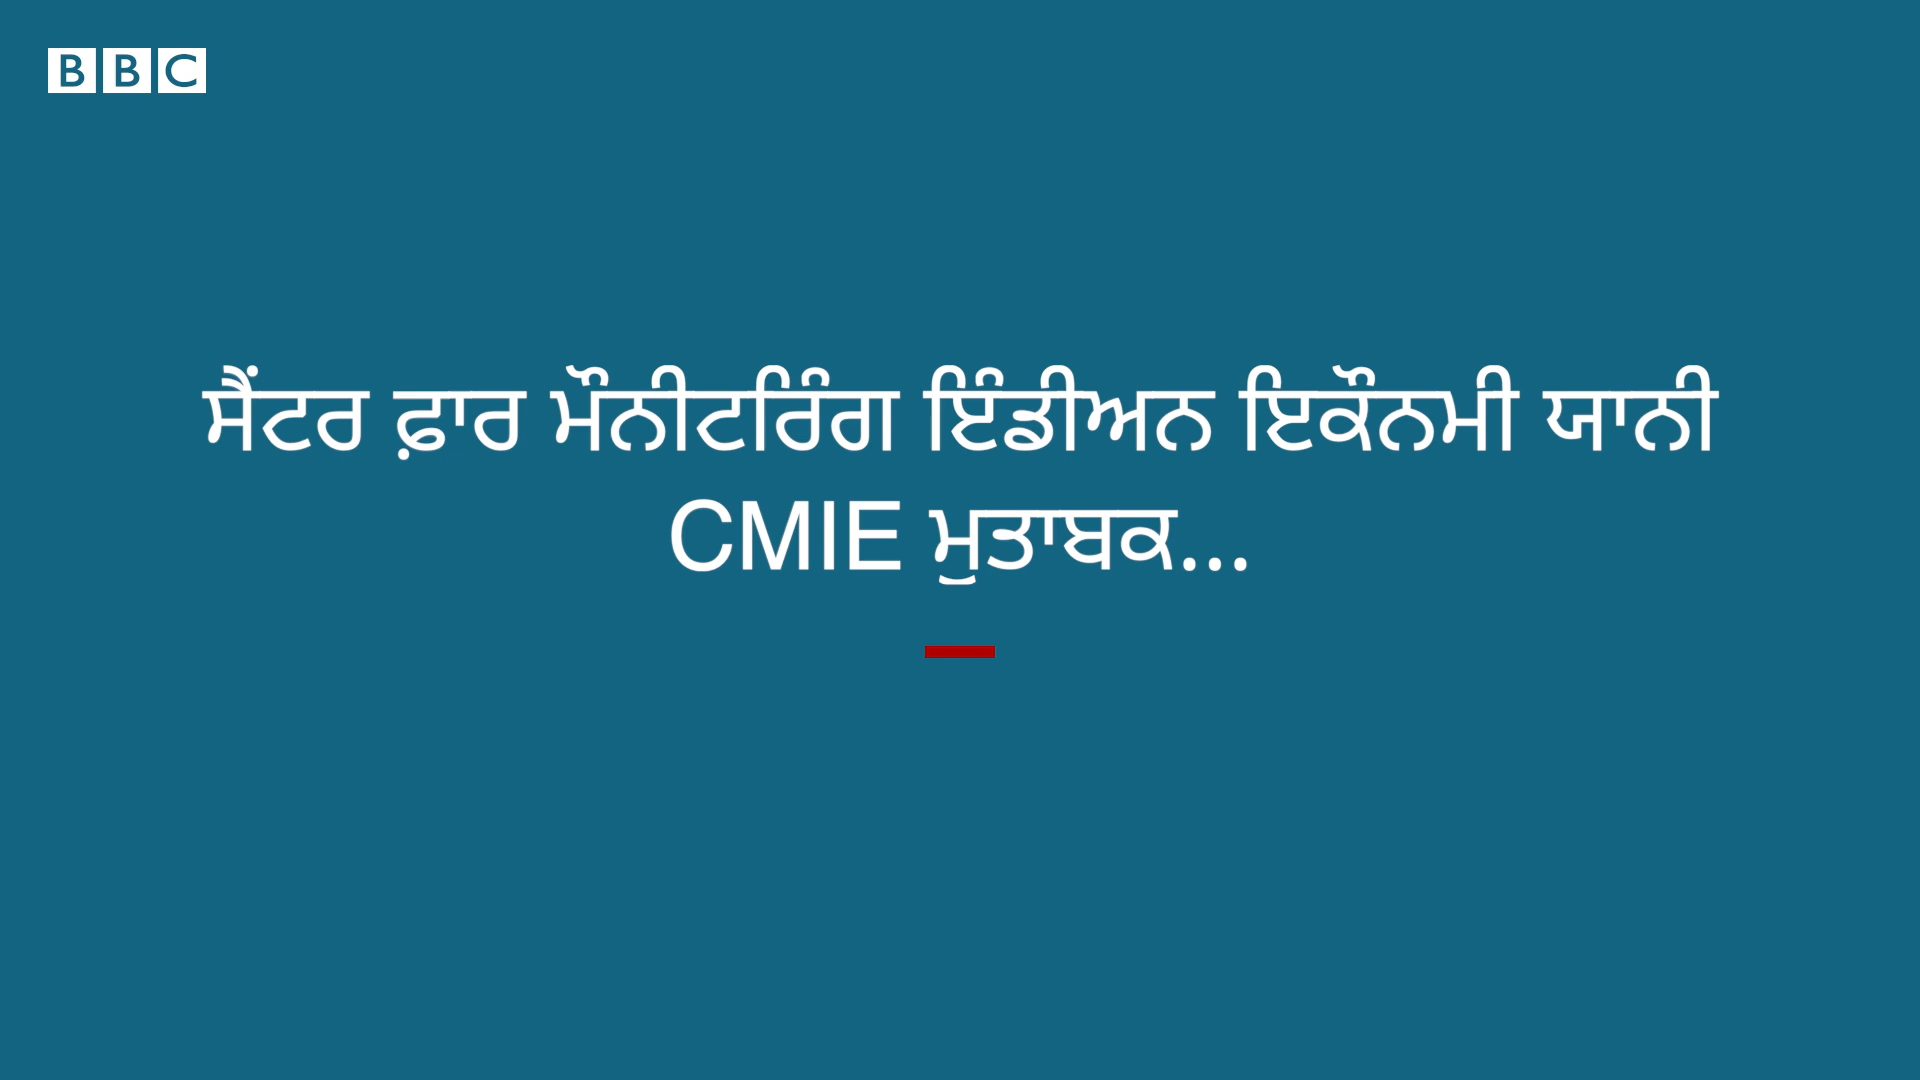 BBC
ਸੈਂਟਰ ਫ਼ਾਰ ਮੌਨੀਟਰਿੰਗ ਇੰਡੀਅਨ ਇਕੌਨਮੀ ਯਾਨੀ
CMIE ਮੁਤਾਬਕ...